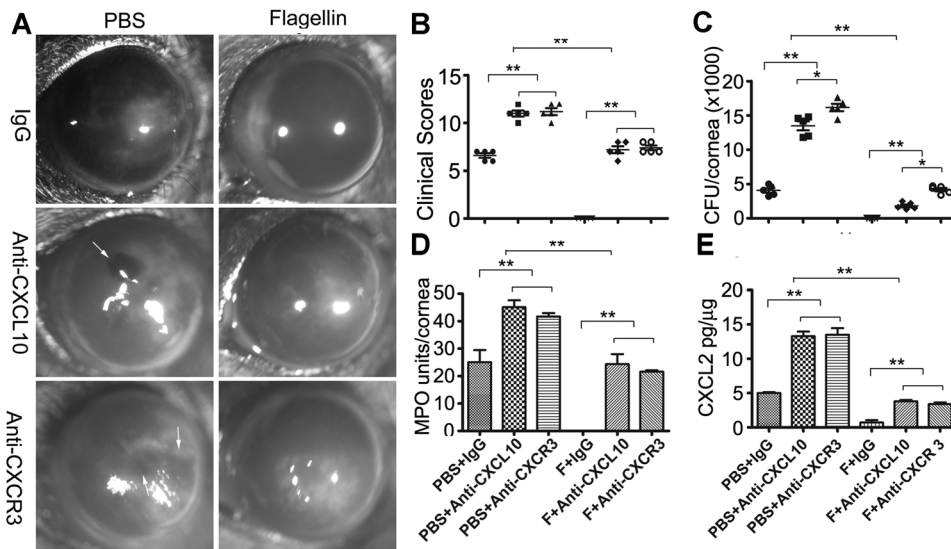 A
PBS
Flagellin
IgG
Anti-CXCL10
Anti-CXCR3
B
Clinical Scores
15
10
5
0
**
**
**
C
CFU/cornea (x1000)
20
15
10
5
0
**
**
*
**
*
D
MPO units/cornea
50
40
30
20
10
0
**
**
**
PBS+IgG
PBS+Anti-CXCL10
PBS+Anti-CXCR3
F+IgG
F+Anti-CXCL10
F+Anti-CXCR3
E
CXCL2 pg/µg
20
15
10
5
0
**
**
**
PBS+IgG
PBS+Anti-CXCL10
PBS+Anti-CXCR3
F+IgG
F+Anti-CXCL10
F+Anti-CXCR 3